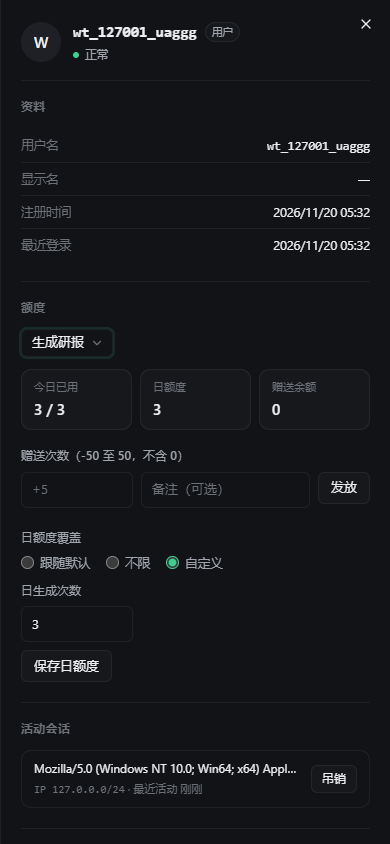 W
wt_127001_uaggg 用户
正常
资料
用户名 wt_127001_uaggg
显示名 —
注册时间 2026/11/20 05:32
最近登录 2026/11/20 05:32
额度
生成研报
今日已用 日额度 赠送余额
3 / 3 3 0
赠送次数（-50 至 50，不含 0）
+5 备注（可选） 发放
日额度覆盖
跟随默认 不限 自定义
日生成次数
3
保存日额度
活动会话
Mozilla/5.0 (Windows NT 10.0; Win64; x64) Appl...
吊销
IP 127.0.0.0/24 · 最近活动 刚刚